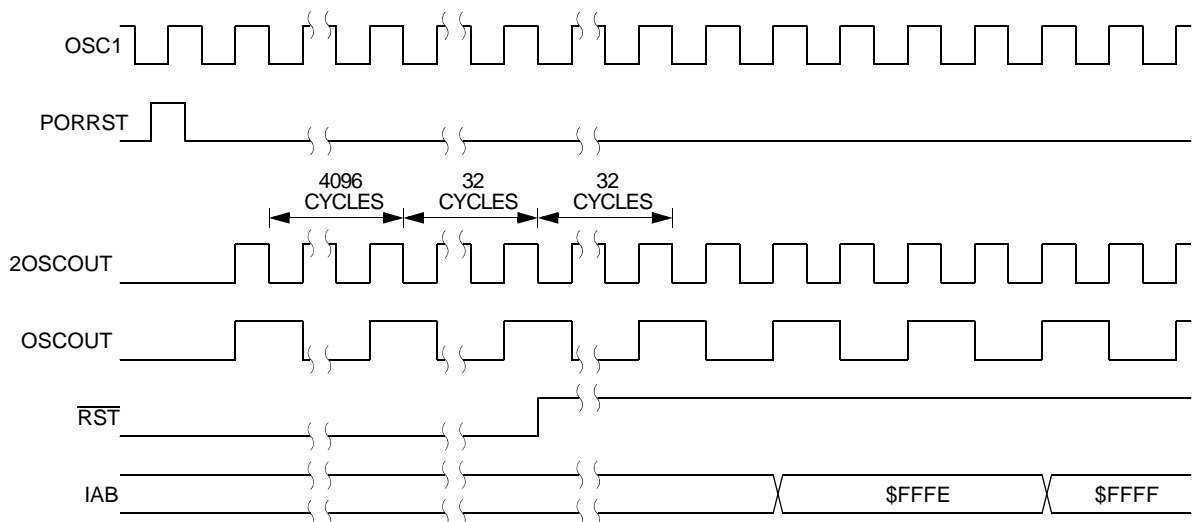 OSC1
PORRST
4096
CYCLES
32
CYCLES
32
CYCLES
2OSCOUT
OSCOUT
RST
IAB
$FFFE
$FFFF